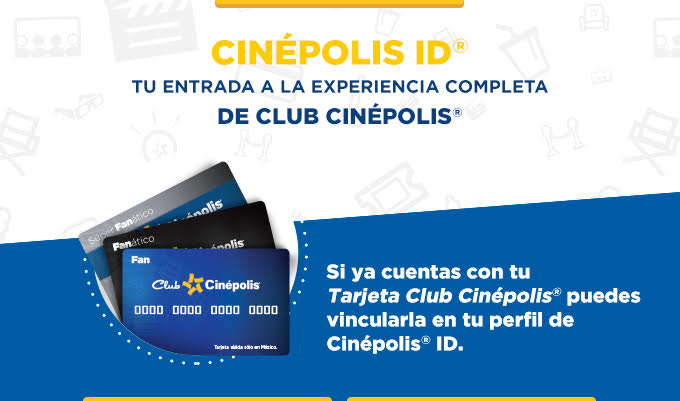 CINÉPOLIS ID®
TU ENTRADA A LA EXPERIENCIA COMPLETA
DE CLUB CINÉPOLIS®
Súper Fanático
Fanático
Fan
Club Cinépolis
0000 0000 0000 0000
Tarjeta válida sólo en México.
Si ya cuentas con tu
Tarjeta Club Cinépolis® puedes
vincularla en tu perfil de
Cinépolis® ID.